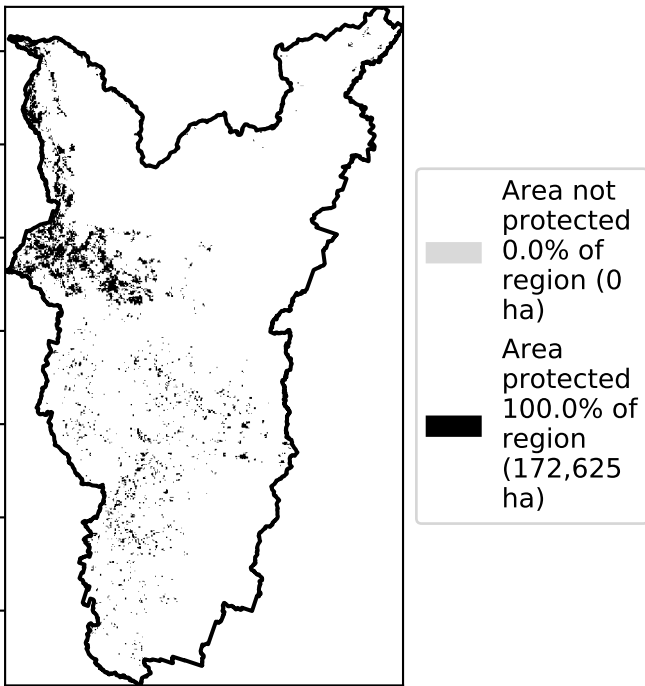 Area not
protected
0.0% of
region (0
ha)
Area
protected
100.0% of
region
(172,625
ha)